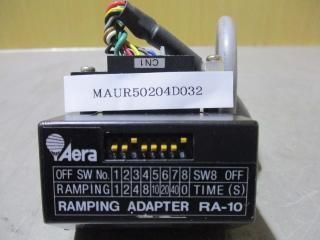 CN1
MAUR50204D032
Aera
OFF SW No. 1 2 3 4 5 6 7 8 SW8 OFF
RAMPING 1 2 4 8 10 20 40 0 TIME (S)
RAMPING ADAPTER RA-10